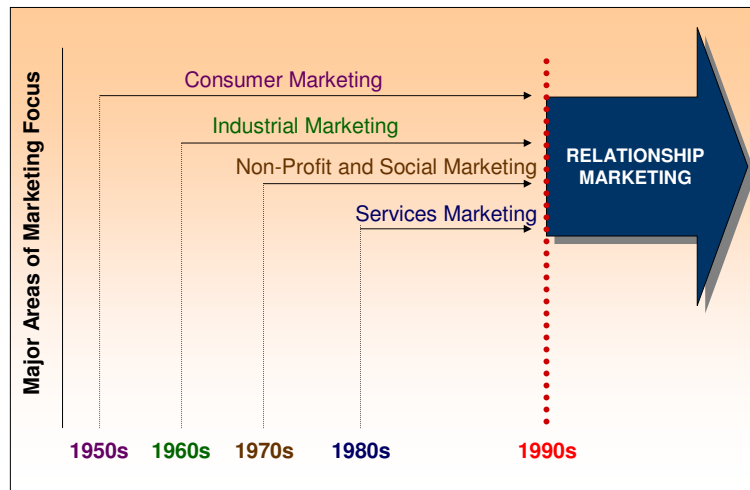 Major Areas of Marketing Focus
Consumer Marketing
Industrial Marketing
Non-Profit and Social Marketing
Services Marketing
RELATIONSHIP
MARKETING
1950s
1960s
1970s
1980s
1990s